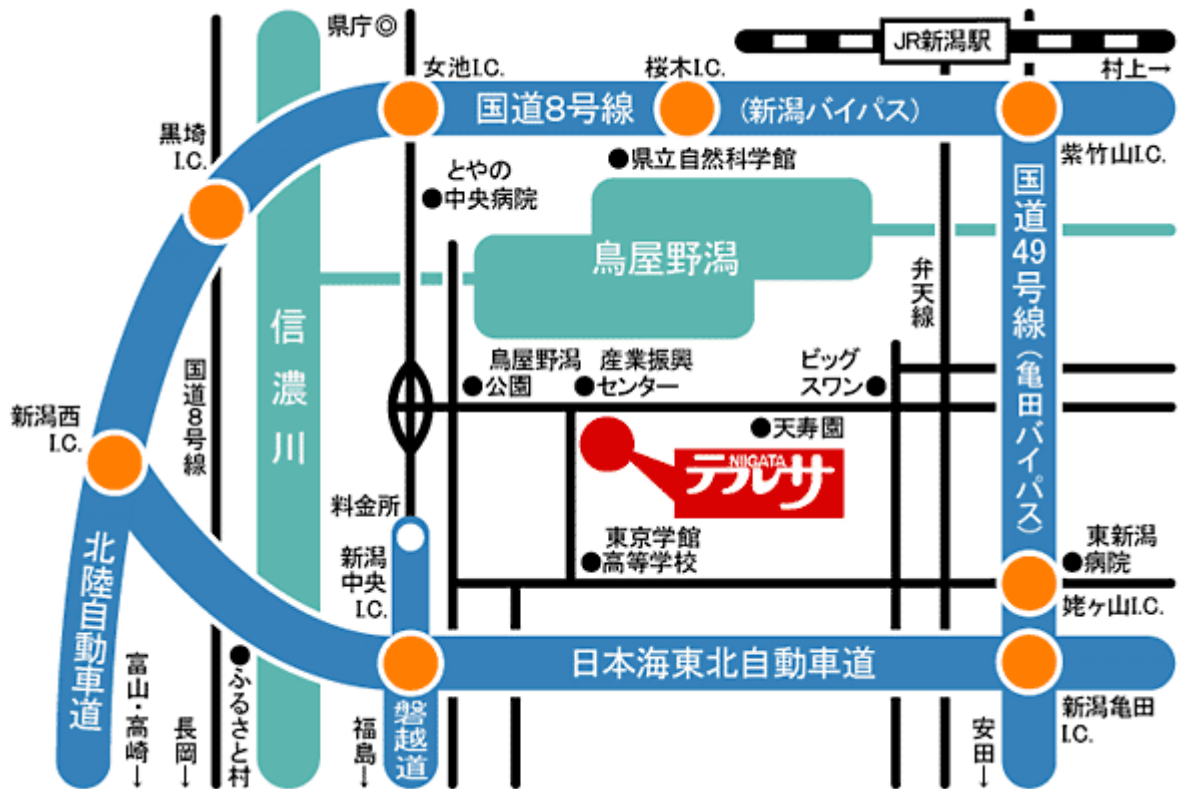 県庁◎
JR新潟駅
村上→
女池I.C.
桜木I.C.
国道8号線
(新潟バイパス)
黒埼
I.C.
紫竹山I.C.
●県立自然科学館
とやの
●中央病院
鳥屋野潟
国道49号線(亀田バイパス)
弁天線
信濃川
国道8号線
鳥屋野潟
●公園
産業振興
●センター
ビッグ
スワン●
新潟西
I.C.
●天寿園
NIIGATA
テルサ
料金所
東京学館
●高等学校
新潟
中央
I.C.
東新潟
●病院
姥ヶ山I.C.
北陸自動車道
日本海東北自動車道
富山・高崎→
長岡→
●ふるさと村
福島→
磐越道
安田→
新潟亀田
I.C.